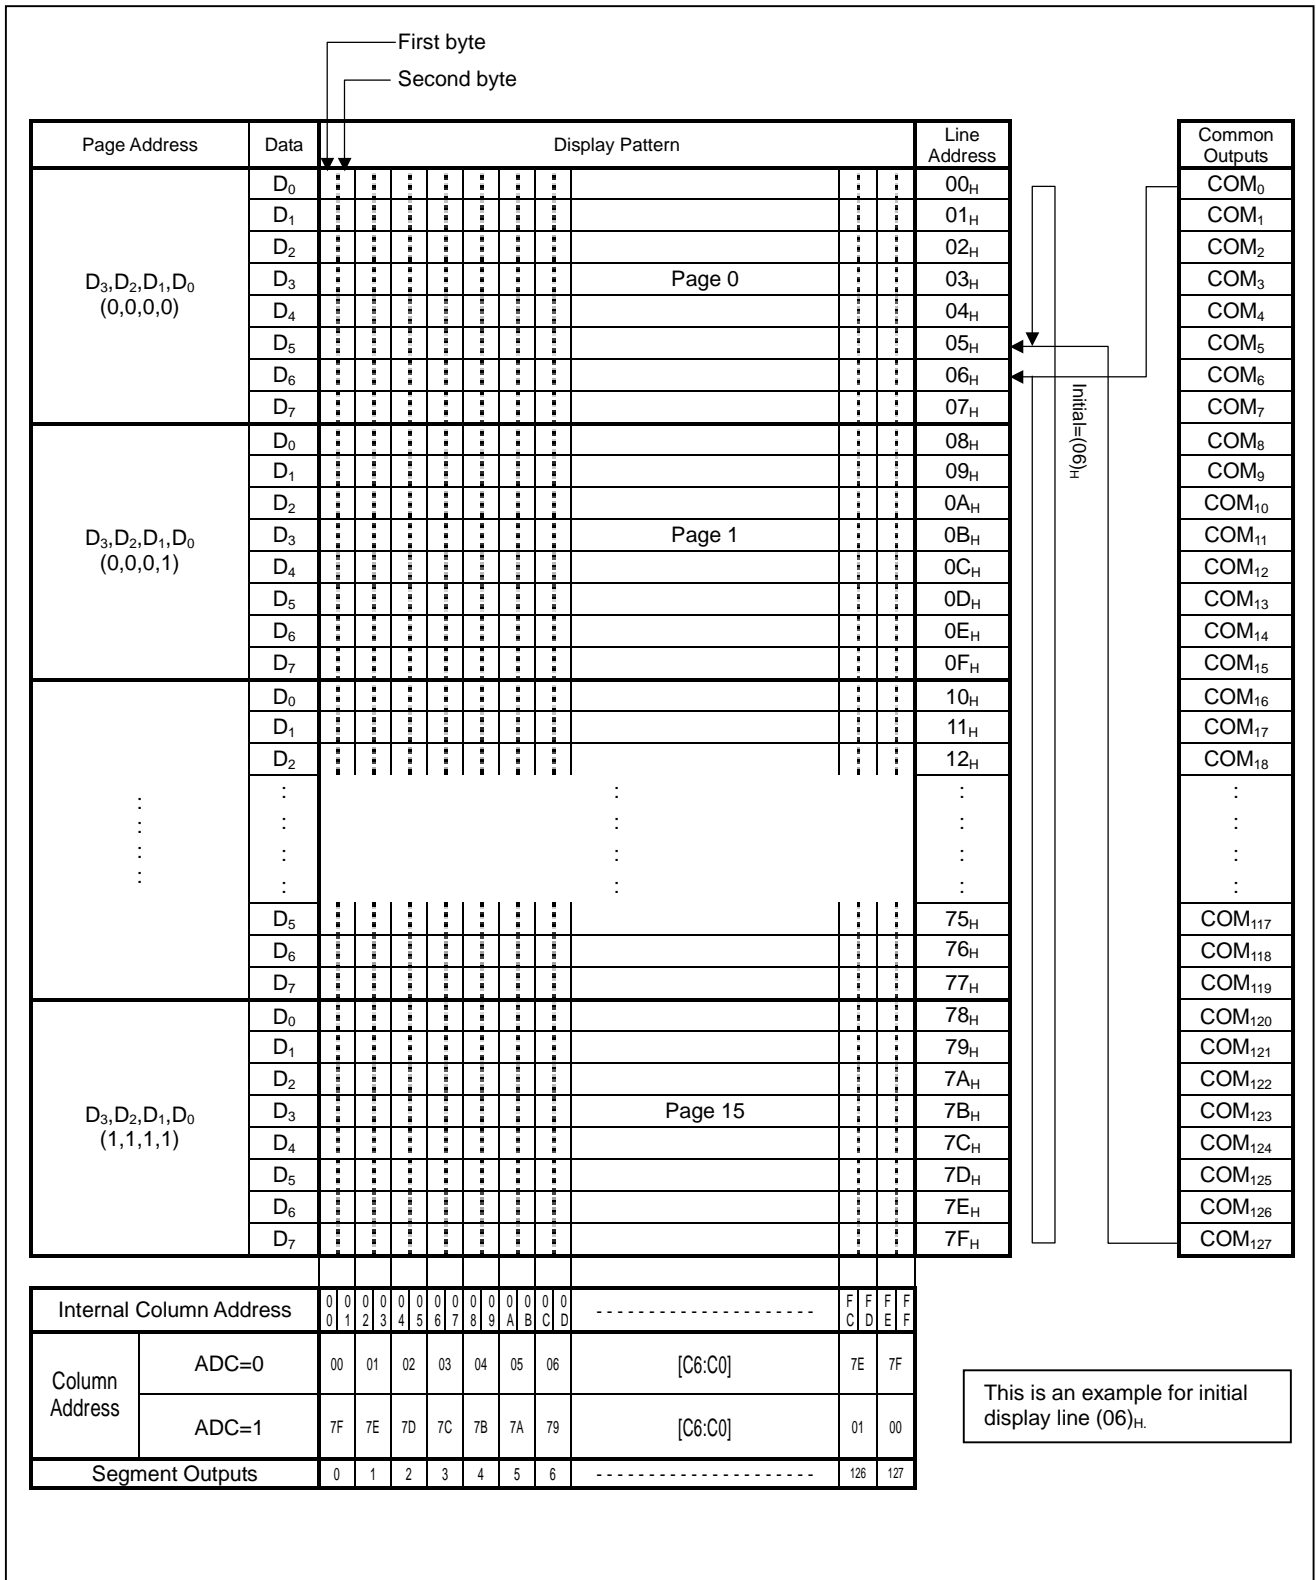 First byte
Second byte
Page Address Data Display Pattern Line Address Common Outputs
D₀ 00H COM₀
D₁ 01H COM₁
D₂ 02H COM₂
D₃,D₂,D₁,D₀ (0,0,0,0) D₃ Page 0 03H COM₃
D₄ 04H COM₄
D₅ 05H COM₅
D₆ 06H COM₆
D₇ 07H COM₇
Initial=(06)H
D₀ 08H COM₈
D₁ 09H COM₉
D₂ 0AH COM₁₀
D₃,D₂,D₁,D₀ (0,0,0,1) D₃ Page 1 0BH COM₁₁
D₄ 0CH COM₁₂
D₅ 0DH COM₁₃
D₆ 0EH COM₁₄
D₇ 0FH COM₁₅
D₀ 10H COM₁₆
D₁ 11H COM₁₇
D₂ 12H COM₁₈
: : : : :
: : : : :
: : : : :
: : : : :
D₅ 75H COM₁₁₇
D₆ 76H COM₁₁₈
D₇ 77H COM₁₁₉
D₀ 78H COM₁₂₀
D₁ 79H COM₁₂₁
D₂ 7AH COM₁₂₂
D₃,D₂,D₁,D₀ (1,1,1,1) D₃ Page 15 7BH COM₁₂₃
D₄ 7CH COM₁₂₄
D₅ 7DH COM₁₂₅
D₆ 7EH COM₁₂₆
D₇ 7FH COM₁₂₇
Internal Column Address 00 01 02 03 04 05 06 07 08 09 0A 0B 0C 0D - - - - - - - - - - - - - - - - - - - - - FC FD FE FF
Column Address ADC=0 00 01 02 03 04 05 06 [C6:C0] 7E 7F
ADC=1 7F 7E 7D 7C 7B 7A 79 [C6:C0] 01 00
Segment Outputs 0 1 2 3 4 5 6 - - - - - - - - - - - - - - - - - - - - - 126 127
This is an example for initial
display line (06)H.